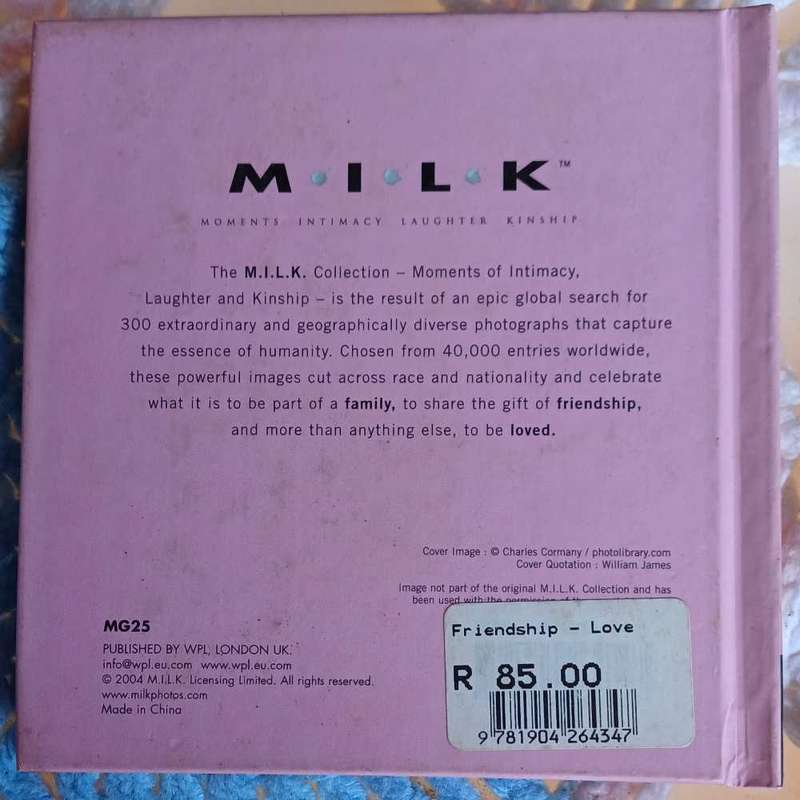 M·I·L·K™
MOMENTS INTIMACY LAUGHTER KINSHIP
The M.I.L.K. Collection – Moments of Intimacy,
Laughter and Kinship – is the result of an epic global search for
300 extraordinary and geographically diverse photographs that capture
the essence of humanity. Chosen from 40,000 entries worldwide,
these powerful images cut across race and nationality and celebrate
what it is to be part of a family, to share the gift of friendship,
and more than anything else, to be loved.
Cover Image : © Charles Cormany / photolibrary.com
Cover Quotation : William James
Image not part of the original M.I.L.K. Collection and has
been used with the permission of the
MG25
PUBLISHED BY WPL, LONDON UK.
info@wpl.eu.com www.wpl.eu.com
© 2004 M.I.L.K. Licensing Limited. All rights reserved.
www.milkphotos.com
Made in China
Friendship – Love
R 85.00
9 781904 264347